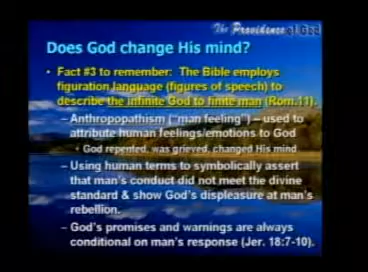 The Providence of God
Does God change His mind?
• Fact #3 to remember: The Bible employs
figuration language (figures of speech) to
describe the infinite God to finite man (Rom.11).
– Anthropopathism ("man feeling") – used to
attribute human feelings/emotions to God
• God repented, was grieved, changed His mind
– Using human terms to symbolically assert
that man's conduct did not meet the divine
standard & show God's displeasure at man's
rebellion.
– God's promises and warnings are always
conditional on man's response (Jer. 18:7-10).